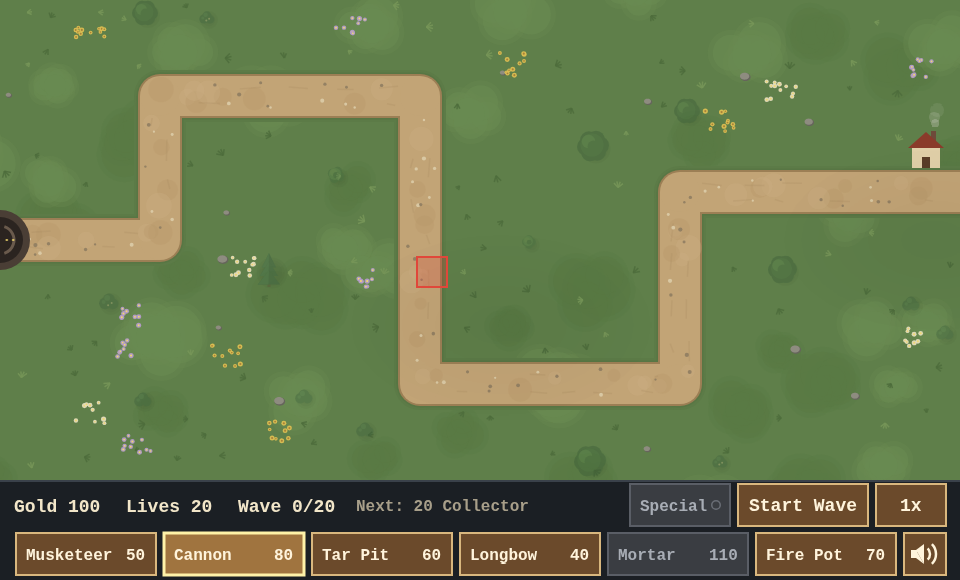 Gold 100 Lives 20 Wave 0/20 Next: 20 Collector Special Start Wave 1x
Musketeer 50 Cannon 80 Tar Pit 60 Longbow 40 Mortar 110 Fire Pot 70